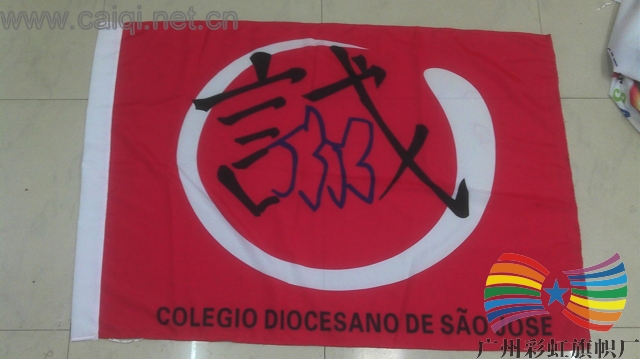 www.caiqi.net.cn
誠
COLEGIO DIOCESANO DE SÃO JOSE
广州彩虹旗帜厂